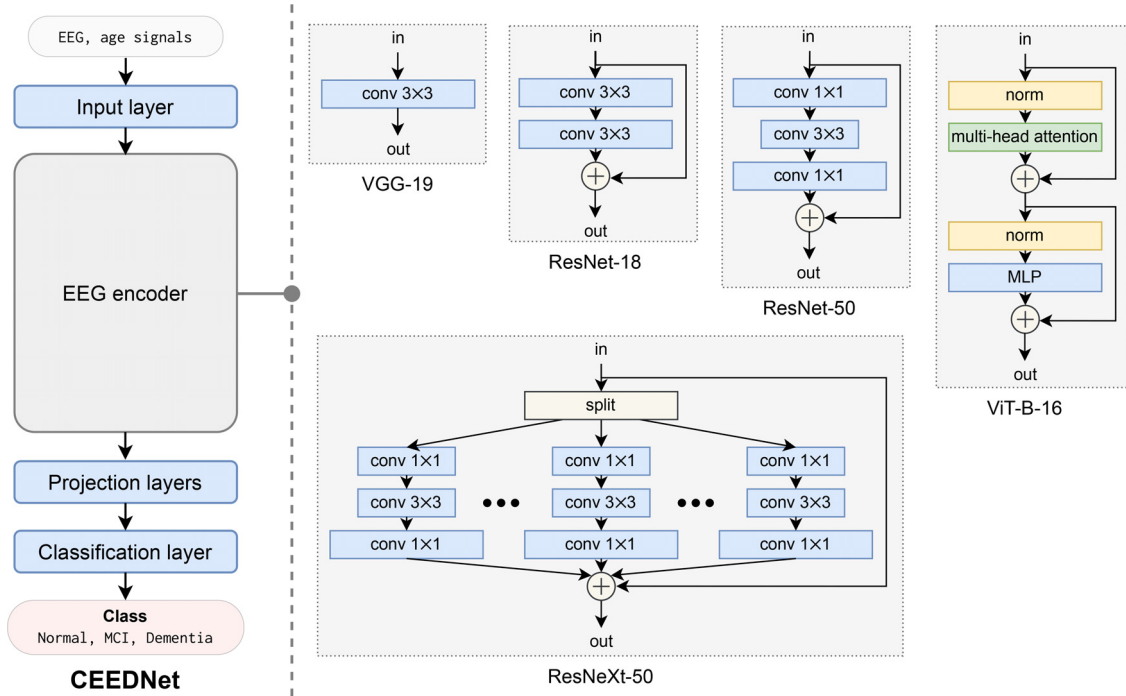 EEG, age signals
Input layer
EEG encoder
Projection layers
Classification layer
Class
Normal, MCI, Dementia
CEEDNet
in
conv 3×3
out
VGG-19
in
conv 3×3
conv 3×3
+
out
ResNet-18
in
conv 1×1
conv 3×3
conv 1×1
+
out
ResNet-50
in
norm
multi-head attention
+
norm
MLP
+
out
ViT-B-16
in
split
conv 1×1 conv 1×1 conv 1×1
conv 3×3 ••• conv 3×3 ••• conv 3×3
conv 1×1 conv 1×1 conv 1×1
+
out
ResNeXt-50